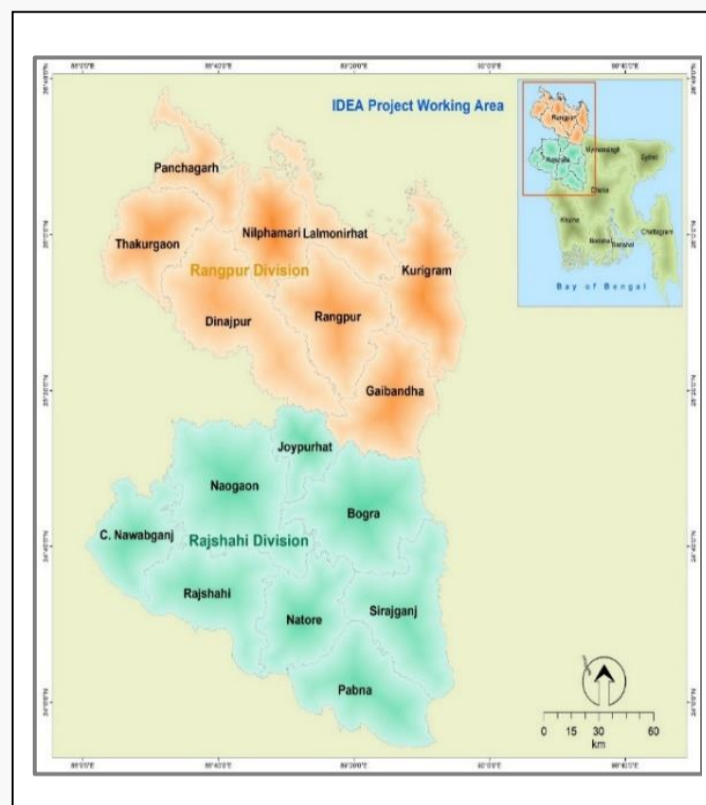 IDEA Project Working Area
Rangpur
Rajshahi
Mymensingh
Sylhet
Dhaka
Khulna
Barishal
Chattagram
Bay of Bengal
Panchagarh
Thakurgaon
Nilphamari
Lalmonirhat
Rangpur Division
Kurigram
Dinajpur
Rangpur
Gaibandha
Joypurhat
Naogaon
Bogra
C. Nawabganj
Rajshahi Division
Rajshahi
Natore
Sirajganj
Pabna
0 15 30 60
km